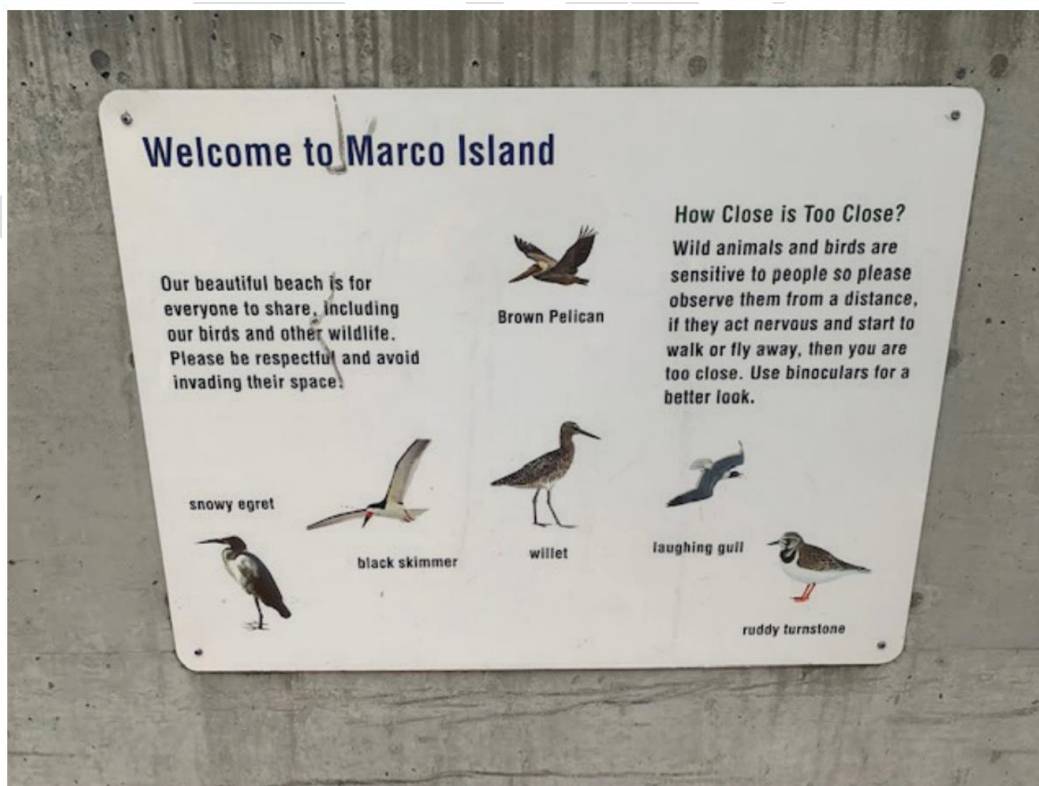 Welcome to Marco Island
Our beautiful beach is for
everyone to share, including
our birds and other wildlife.
Please be respectful and avoid
invading their space.
Brown Pelican
How Close is Too Close?
Wild animals and birds are
sensitive to people so please
observe them from a distance,
if they act nervous and start to
walk or fly away, then you are
too close. Use binoculars for a
better look.
snowy egret
black skimmer
willet
laughing gull
ruddy turnstone